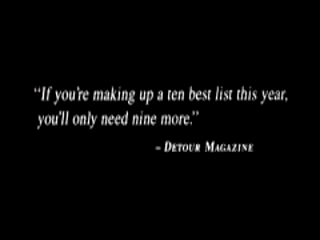 “If you're making up a ten best list this year,
you'll only need nine more.”
– DETOUR MAGAZINE